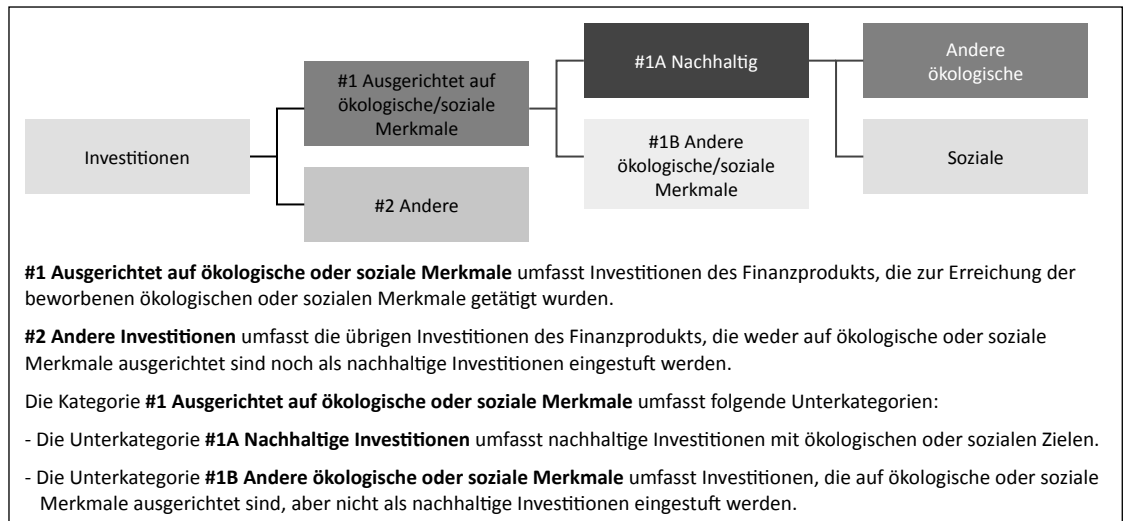 Investitionen
#1 Ausgerichtet auf
ökologische/soziale
Merkmale
#2 Andere
#1A Nachhaltig
#1B Andere
ökologische/soziale
Merkmale
Andere
ökologische
Soziale
#1 Ausgerichtet auf ökologische oder soziale Merkmale umfasst Investitionen des Finanzprodukts, die zur Erreichung der
beworbenen ökologischen oder sozialen Merkmale getätigt wurden.
#2 Andere Investitionen umfasst die übrigen Investitionen des Finanzprodukts, die weder auf ökologische oder soziale
Merkmale ausgerichtet sind noch als nachhaltige Investitionen eingestuft werden.
Die Kategorie #1 Ausgerichtet auf ökologische oder soziale Merkmale umfasst folgende Unterkategorien:
- Die Unterkategorie #1A Nachhaltige Investitionen umfasst nachhaltige Investitionen mit ökologischen oder sozialen Zielen.
- Die Unterkategorie #1B Andere ökologische oder soziale Merkmale umfasst Investitionen, die auf ökologische oder soziale
Merkmale ausgerichtet sind, aber nicht als nachhaltige Investitionen eingestuft werden.